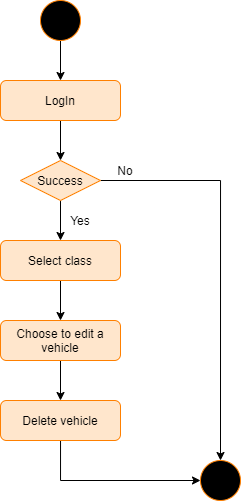 LogIn
Success
No
Yes
Select class
Choose to edit a
vehicle
Delete vehicle